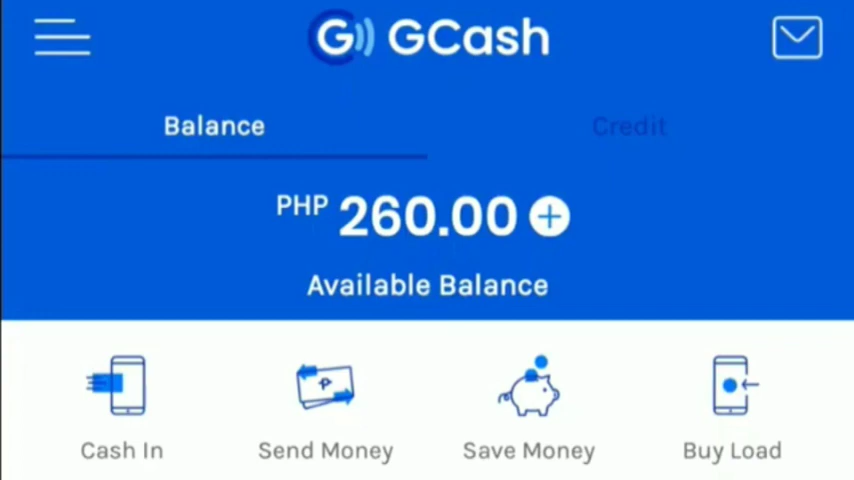 GCash
Balance
Credit
PHP 260.00
Available Balance
Cash In
Send Money
Save Money
Buy Load